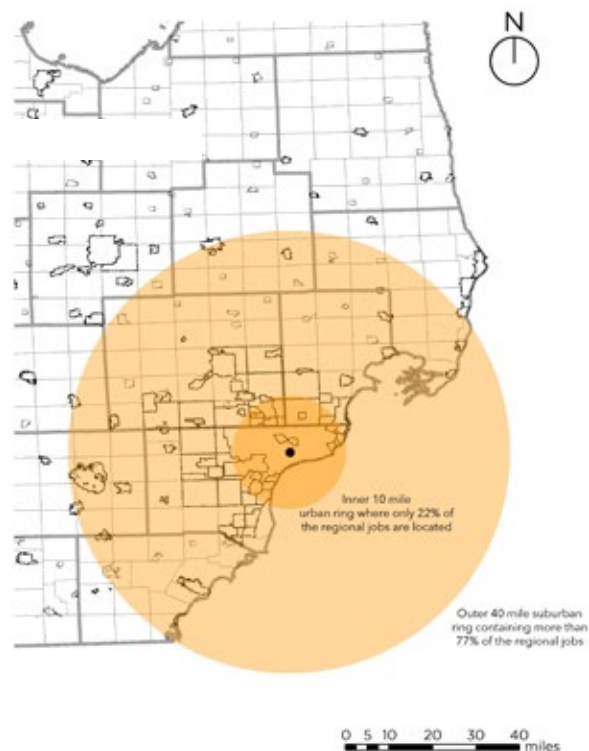 N
Inner 10 mile
urban ring where only 22% of
the regional jobs are located
Outer 40 mile suburban
ring containing more than
77% of the regional jobs
0 5 10 20 30 40
miles